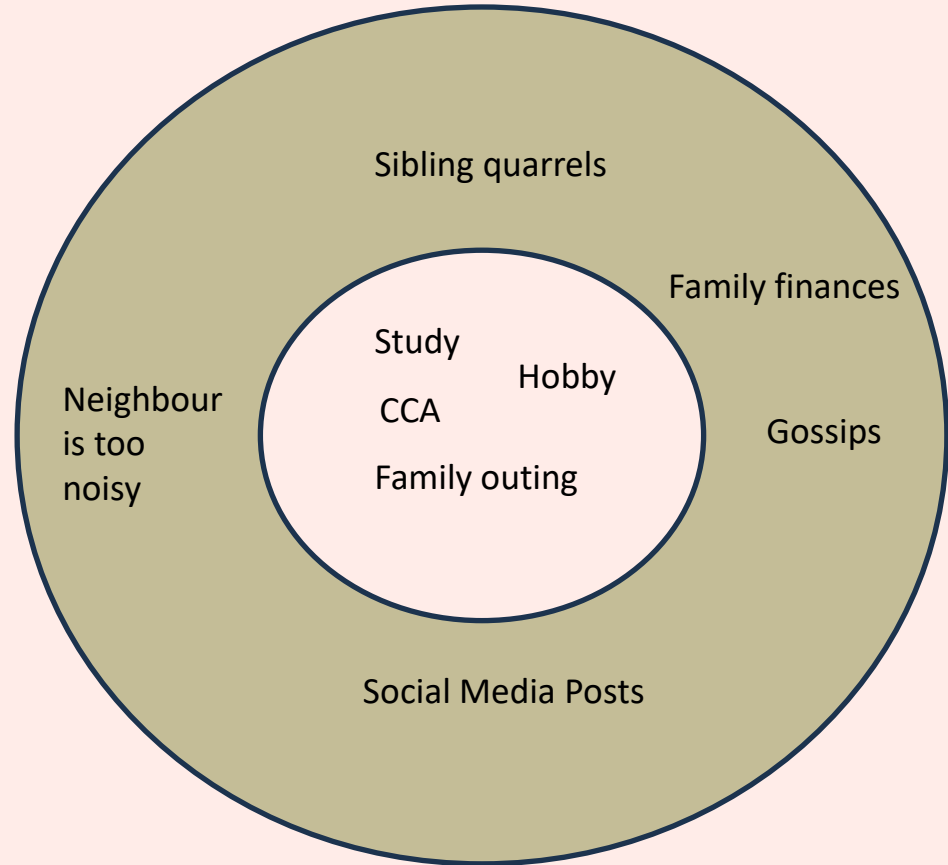 Sibling quarrels
Family finances
Study
Hobby
Neighbour
is too
noisy
CCA
Gossips
Family outing
Social Media Posts